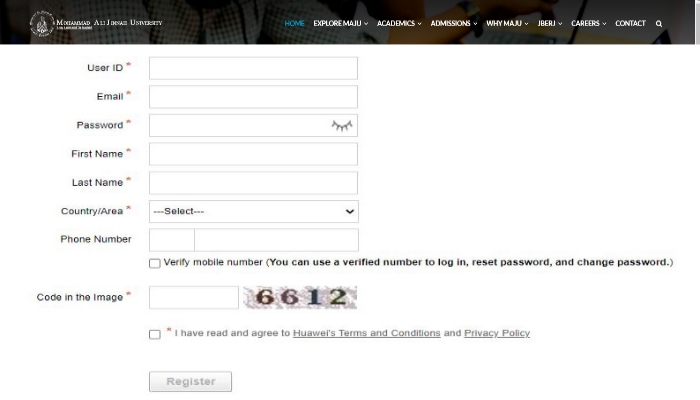 Mohammad Ali Jinnah University
HOME EXPLORE MAJU ACADEMICS ADMISSIONS WHY MAJU JBERJ CAREERS CONTACT
User ID *
Email *
Password *
First Name *
Last Name *
Country/Area * ---Select---
Phone Number
Verify mobile number (You can use a verified number to log in, reset password, and change password.)
Code in the Image * 6612
* I have read and agree to Huawei's Terms and Conditions and Privacy Policy
Register